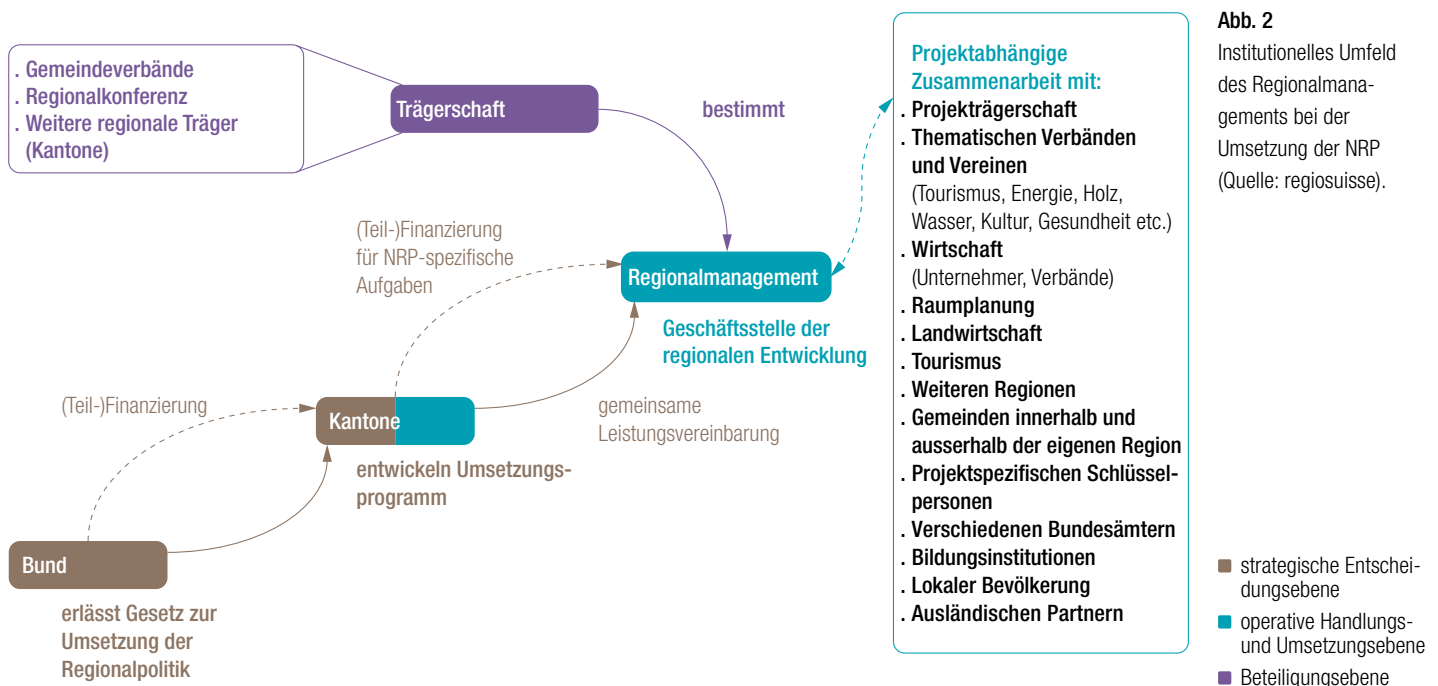 . Gemeindeverbände
. Regionalkonferenz
. Weitere regionale Träger
(Kantone)
Trägerschaft
bestimmt
(Teil-)Finanzierung
für NRP-spezifische
Aufgaben
Regionalmanagement
Geschäftsstelle der
regionalen Entwicklung
(Teil-)Finanzierung
Kantone
entwickeln Umsetzungs-
programm
gemeinsame
Leistungsvereinbarung
Bund
erlässt Gesetz zur
Umsetzung der
Regionalpolitik
Projektabhängige
Zusammenarbeit mit:
. Projekträgerschaft
. Thematischen Verbänden
und Vereinen
(Tourismus, Energie, Holz,
Wasser, Kultur, Gesundheit etc.)
. Wirtschaft
(Unternehmer, Verbände)
. Raumplanung
. Landwirtschaft
. Tourismus
. Weiteren Regionen
. Gemeinden innerhalb und
ausserhalb der eigenen Region
. Projektspezifischen Schlüssel-
personen
. Verschiedenen Bundesämtern
. Bildungsinstitutionen
. Lokaler Bevölkerung
. Ausländischen Partnern
Abb. 2
Institutionelles Umfeld
des Regionalmana-
gements bei der
Umsetzung der NRP
(Quelle: regiosuisse).
strategische Entschei-
dungsebene
operative Handlungs-
und Umsetzungsebene
Beteiligungsebene